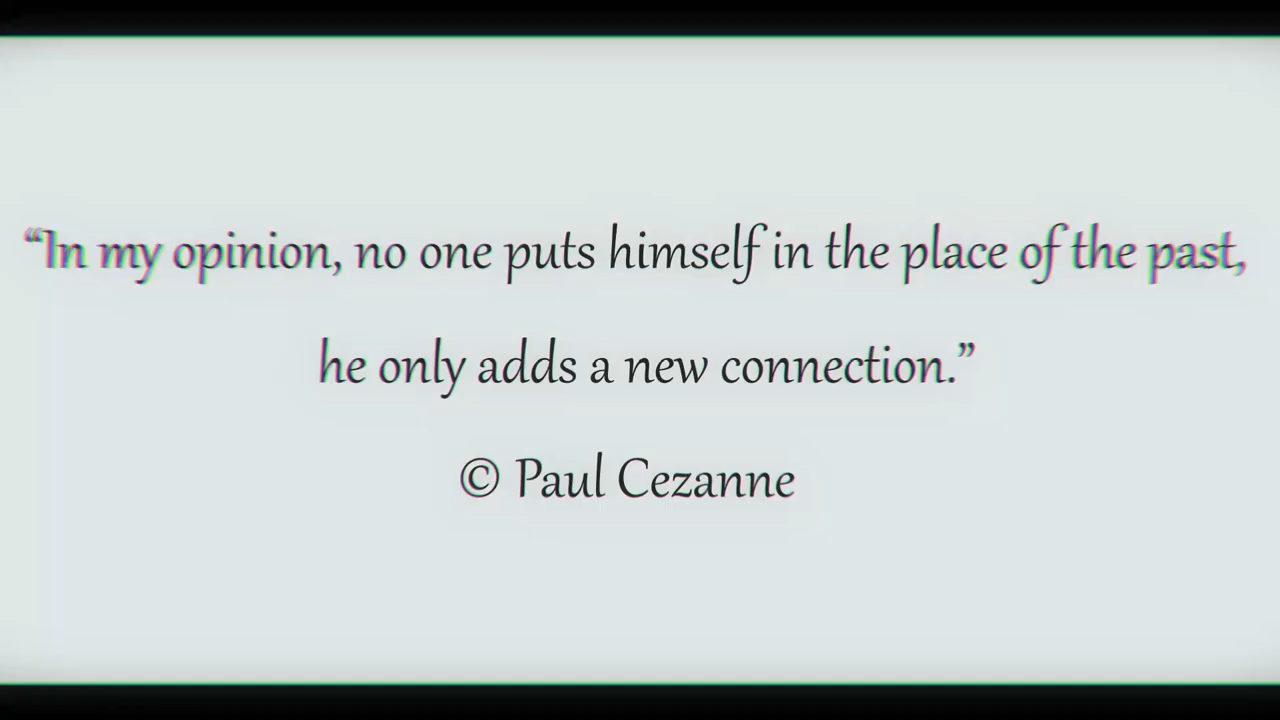 “In my opinion, no one puts himself in the place of the past,
he only adds a new connection.”
© Paul Cezanne